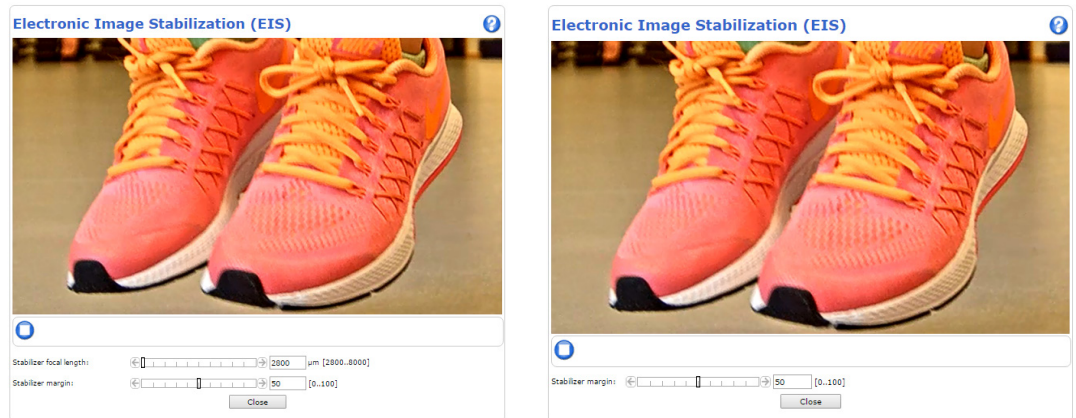 Electronic Image Stabilization (EIS)
Stabilizer focal length:
2800
µm [2800..8000]
Stabilizer margin:
50
[0..100]
Close
Electronic Image Stabilization (EIS)
Stabilizer margin:
50
[0..100]
Close